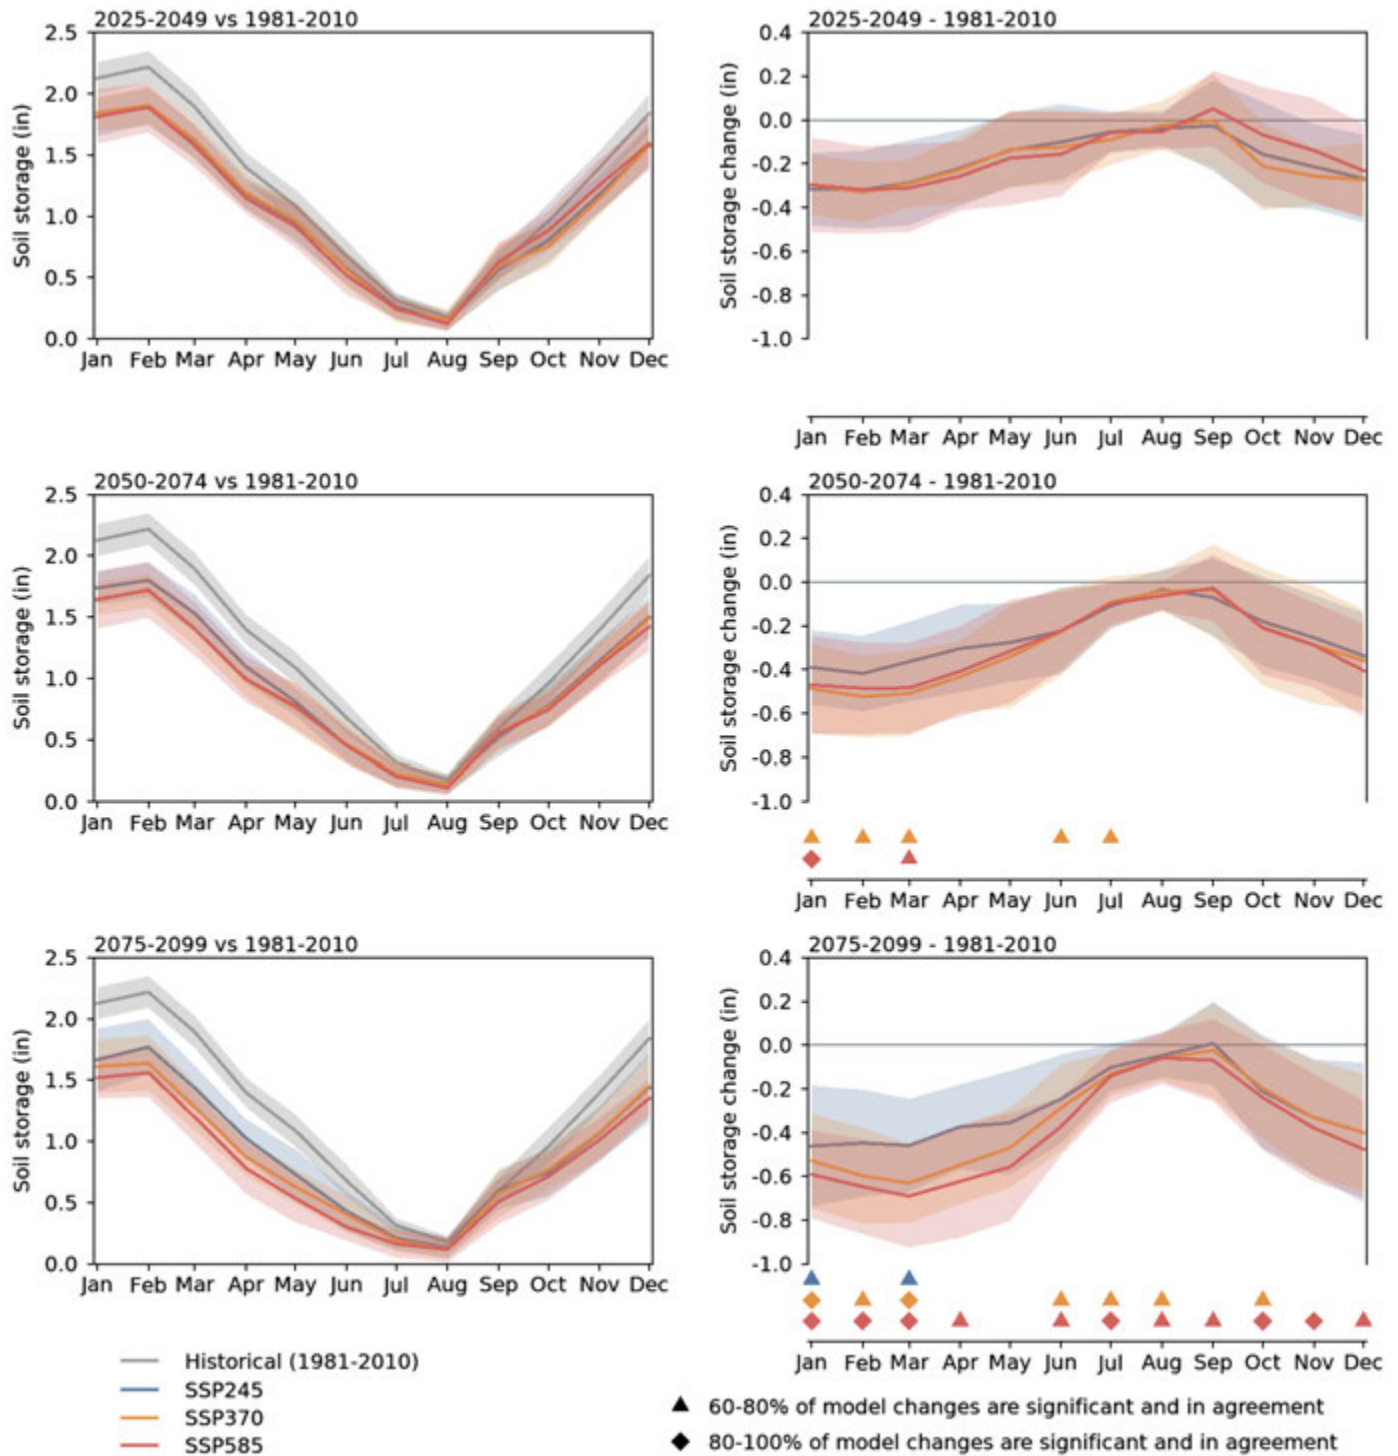 2025-2049 vs 1981-2010
2.5
2.0
1.5
1.0
0.5
0.0
Soil storage (in)
Jan Feb Mar Apr May Jun Jul Aug Sep Oct Nov Dec
2025-2049 - 1981-2010
0.4
0.2
0.0
-0.2
-0.4
-0.6
-0.8
-1.0
Soil storage change (in)
Jan Feb Mar Apr May Jun Jul Aug Sep Oct Nov Dec
2050-2074 vs 1981-2010
2.5
2.0
1.5
1.0
0.5
0.0
Soil storage (in)
Jan Feb Mar Apr May Jun Jul Aug Sep Oct Nov Dec
2050-2074 - 1981-2010
0.4
0.2
0.0
-0.2
-0.4
-0.6
-0.8
-1.0
Soil storage change (in)
Jan Feb Mar Apr May Jun Jul Aug Sep Oct Nov Dec
2075-2099 vs 1981-2010
2.5
2.0
1.5
1.0
0.5
0.0
Soil storage (in)
Jan Feb Mar Apr May Jun Jul Aug Sep Oct Nov Dec
2075-2099 - 1981-2010
0.4
0.2
0.0
-0.2
-0.4
-0.6
-0.8
-1.0
Soil storage change (in)
Jan Feb Mar Apr May Jun Jul Aug Sep Oct Nov Dec
Historical (1981-2010)
SSP245
SSP370
SSP585
60-80% of model changes are significant and in agreement
80-100% of model changes are significant and in agreement